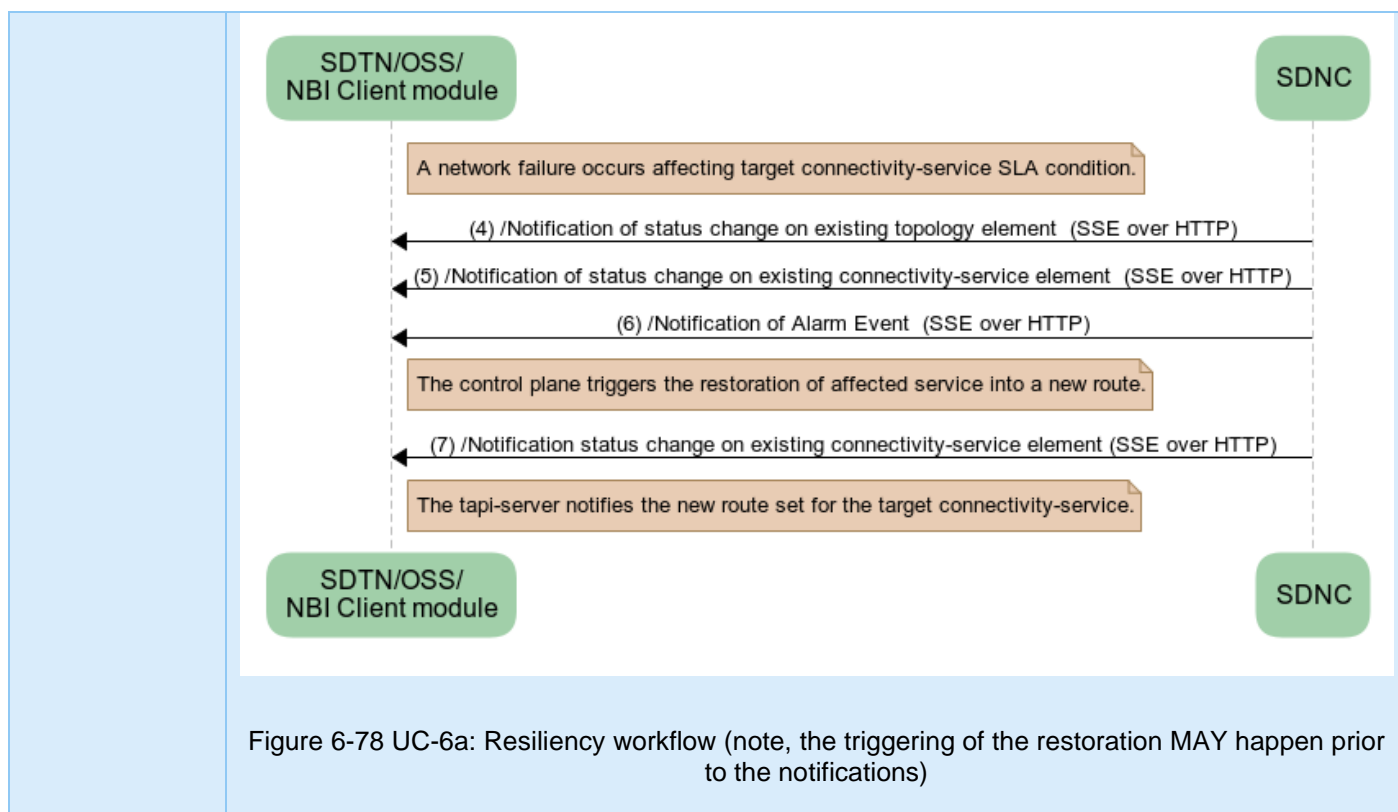 SDTN/OSS/
NBI Client module
SDNC
A network failure occurs affecting target connectivity-service SLA condition.
(4) /Notification of status change on existing topology element (SSE over HTTP)
(5) /Notification of status change on existing connectivity-service element (SSE over HTTP)
(6) /Notification of Alarm Event (SSE over HTTP)
The control plane triggers the restoration of affected service into a new route.
(7) /Notification status change on existing connectivity-service element (SSE over HTTP)
The tapi-server notifies the new route set for the target connectivity-service.
SDTN/OSS/
NBI Client module
SDNC
Figure 6-78 UC-6a: Resiliency workflow (note, the triggering of the restoration MAY happen prior
to the notifications)